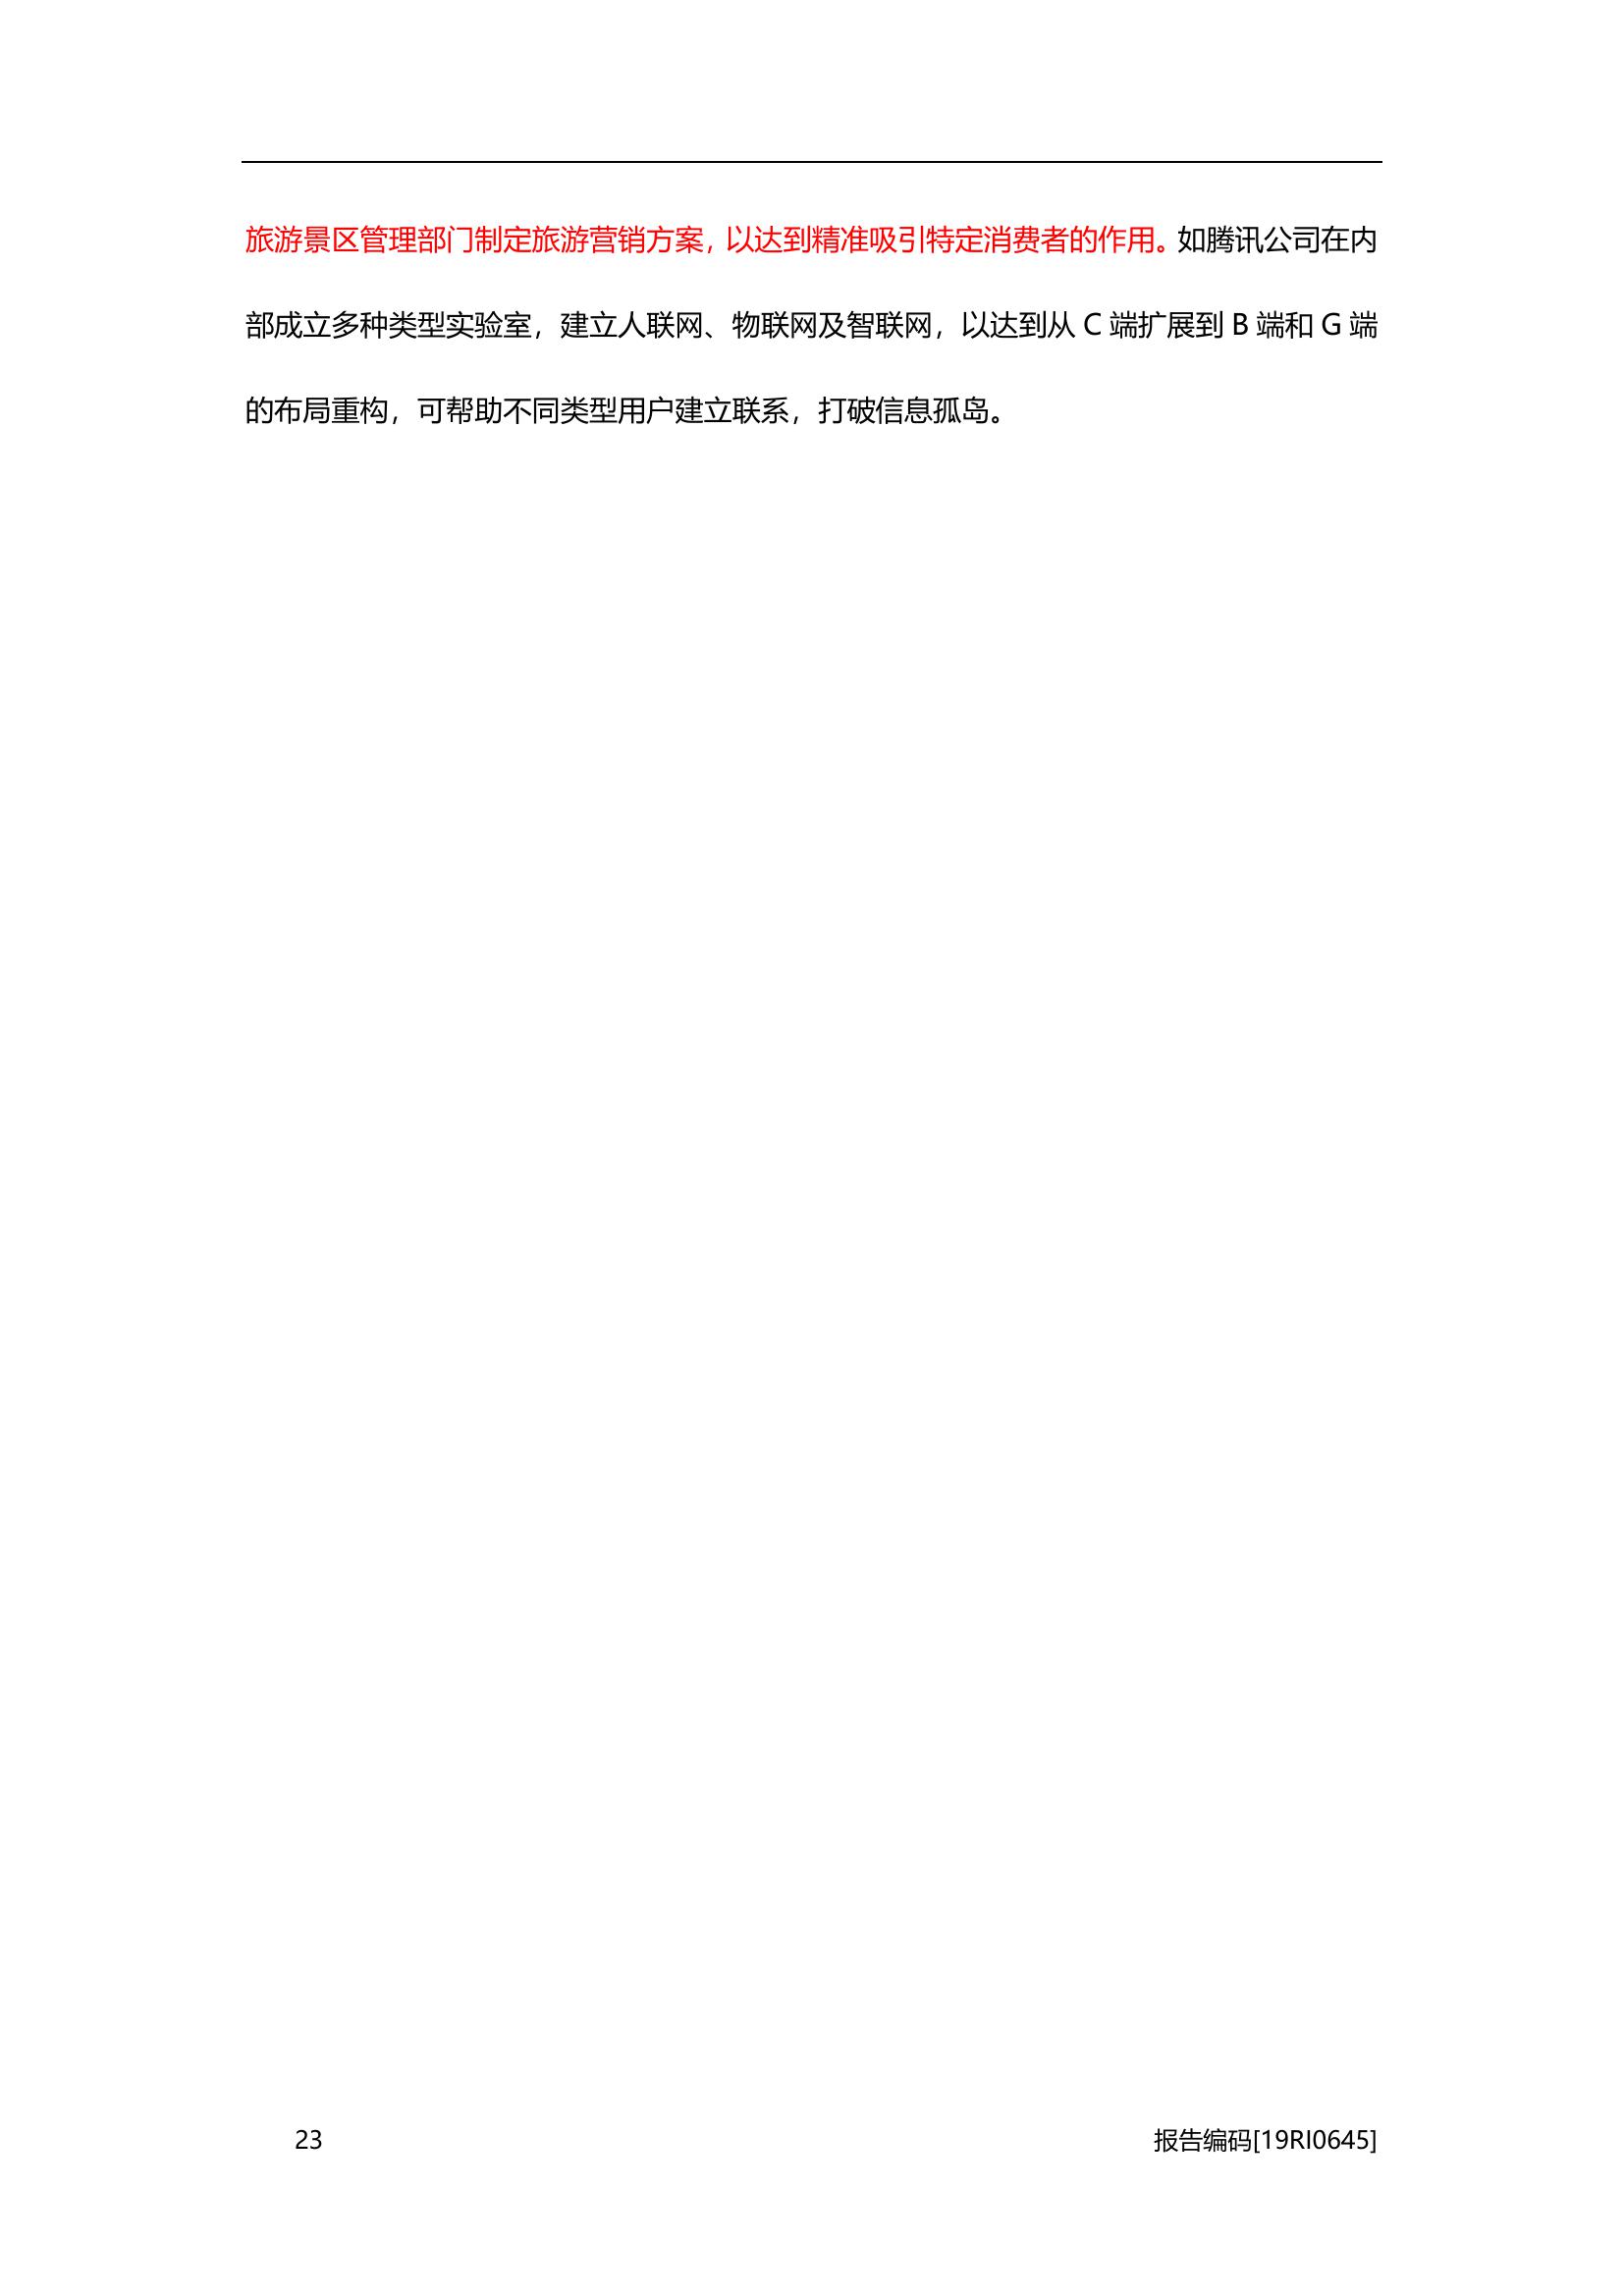 旅游景区管理部门制定旅游营销方案，以达到精准吸引特定消费者的作用。如腾讯公司在内
部成立多种类型实验室，建立人联网、物联网及智联网，以达到从 C 端扩展到 B 端和 G 端
的布局重构，可帮助不同类型用户建立联系，打破信息孤岛。
23 报告编码[19RI0645]